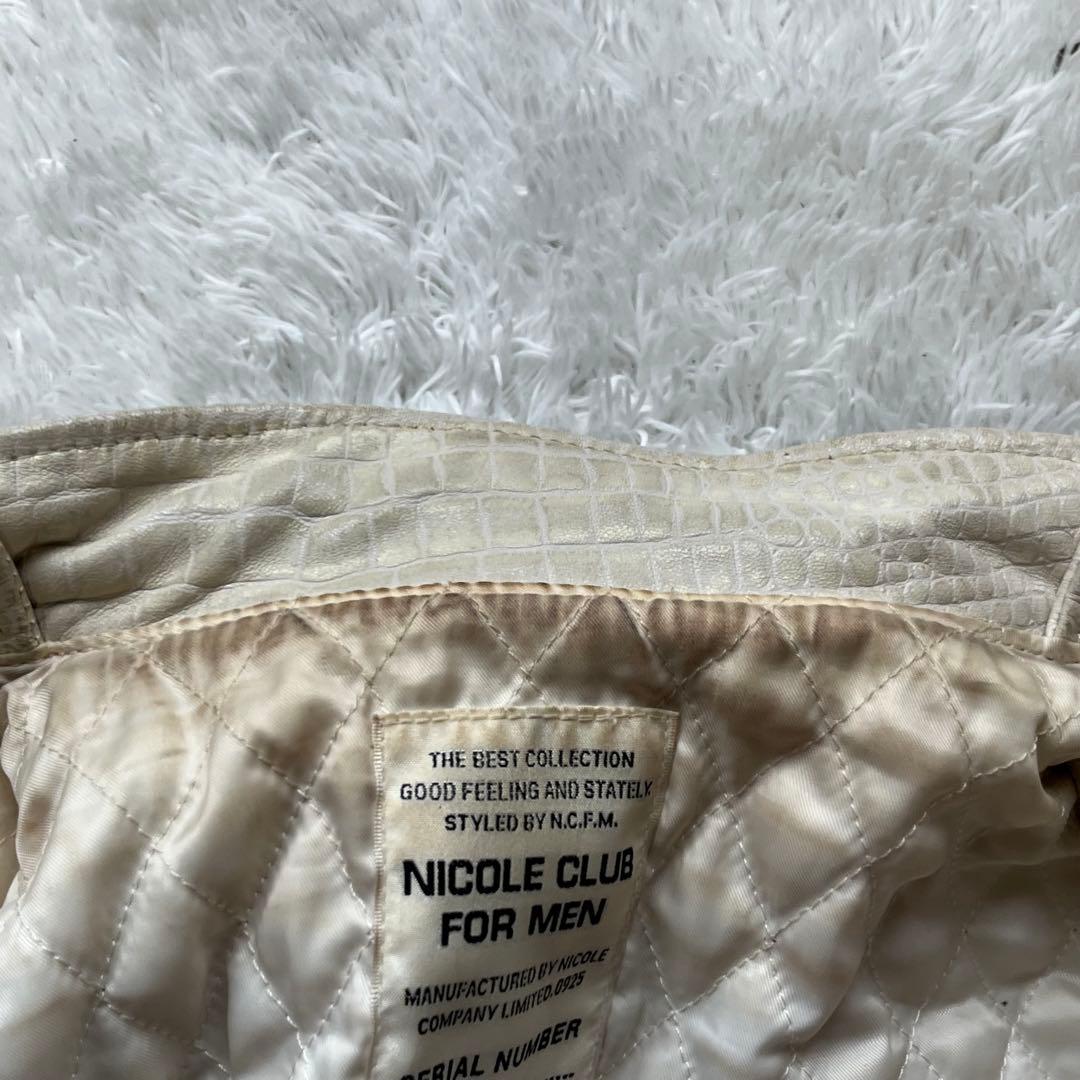 THE BEST COLLECTION
GOOD FEELING AND STATELY
STYLED BY N.C.F.M.
NICOLE CLUB
FOR MEN
MANUFACTURED BY NICOLE
COMPANY LIMITED.0925
SERIAL NUMBER